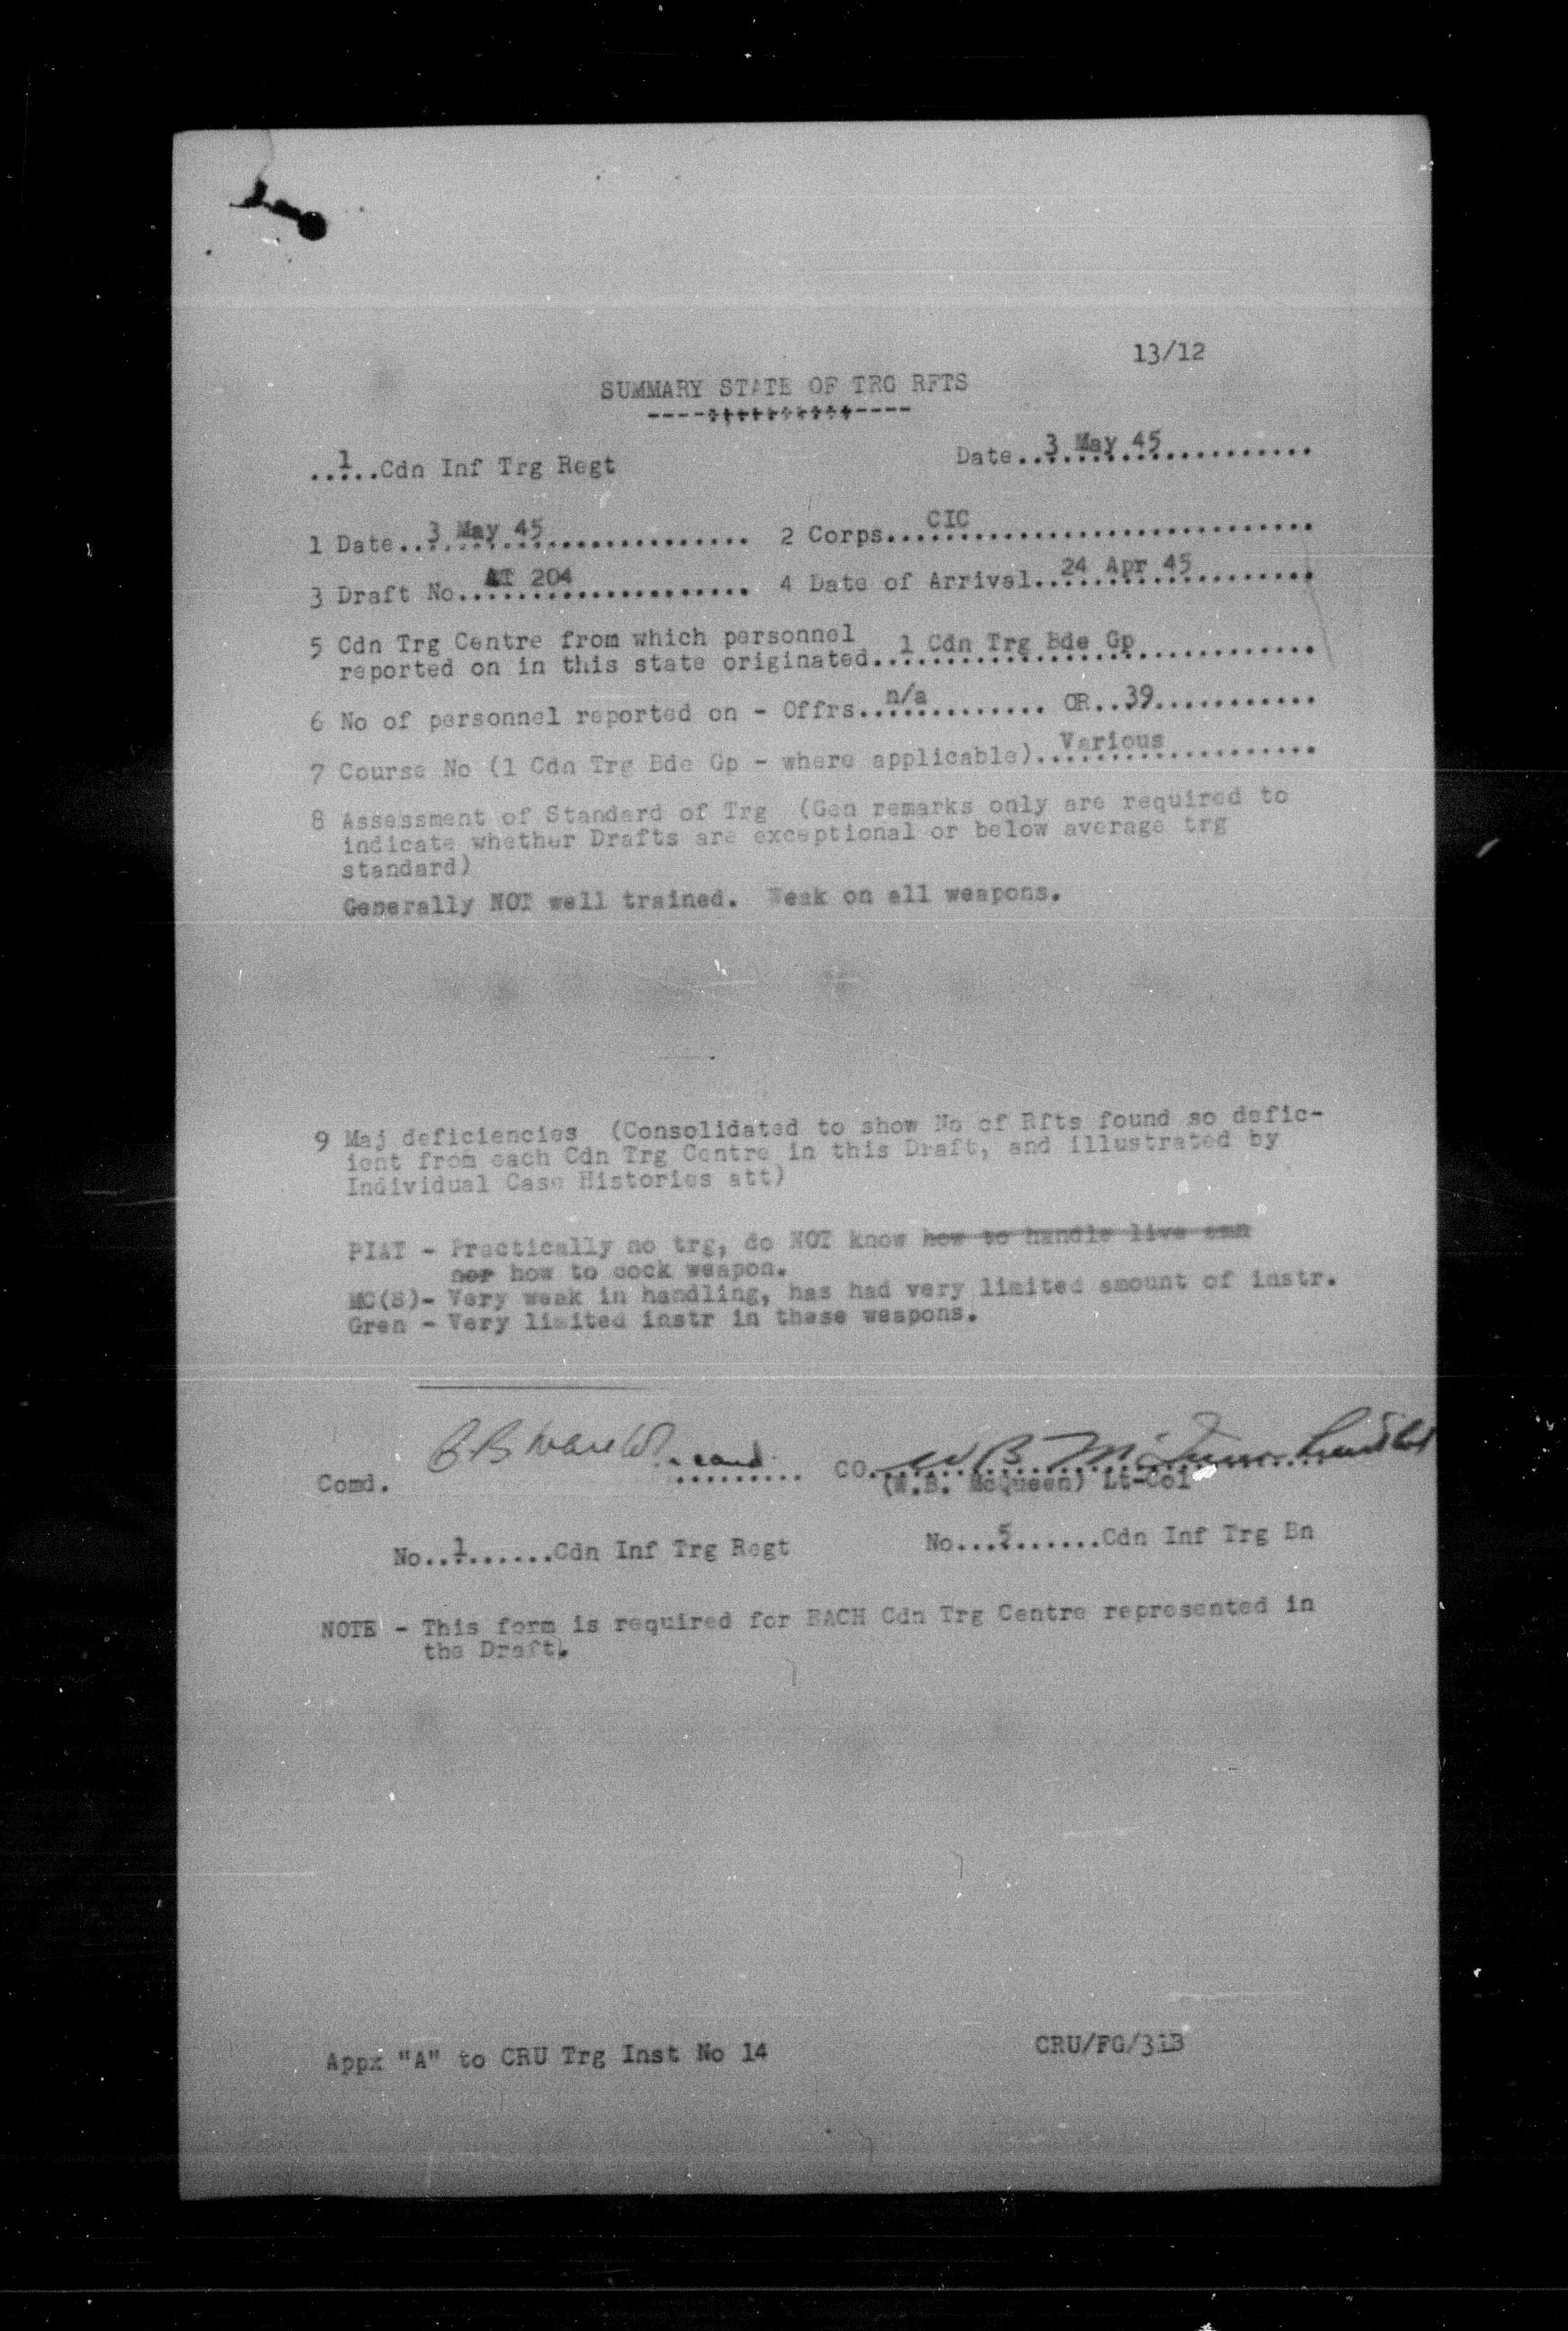 13/12
SUMMARY STATE OF TRG RFTS
..1..Cdn Inf Trg Regt Date..3 May 45..........
1 Date..3 May 45.......... 2 Corps...CIC..........
3 Draft No...AT 204.......... 4 Date of Arrival..24 Apr 45..........
5 Cdn Trg Centre from which personnel
reported on in this state originated..1 Cdn Trg Bde Gp..........
6 No of personnel reported on - Offrs..n/a.......... OR..39..........
7 Course No (1 Cdn Trg Bde Gp - where applicable)..Various..........
8 Assessment of Standard of Trg (Gen remarks only are required to
indicate whether Drafts are exceptional or below average trg
standard)
Generally NOT well trained. Weak on all weapons.
9 Maj deficiencies (Consolidated to show No of Rfts found so defic-
ient from each Cdn Trg Centre in this Draft, and illustrated by
Individual Case Histories att)
PIAT - Practically no trg, do NOT know how to handle live amn
nor how to cock weapon.
MC(S)- Very weak in handling, has had very limited amount of instr.
Gren - Very limited instr in these weapons.
Comd. .......... CO. W B McQueen Lt Col
(W.B. McQueen) Lt-Col
No..1.......Cdn Inf Trg Regt No....5.......Cdn Inf Trg Bn
NOTE - This form is required for EACH Cdn Trg Centre represented in
the Draft.
Appx "A" to CRU Trg Inst No 14 CRU/FG/31B